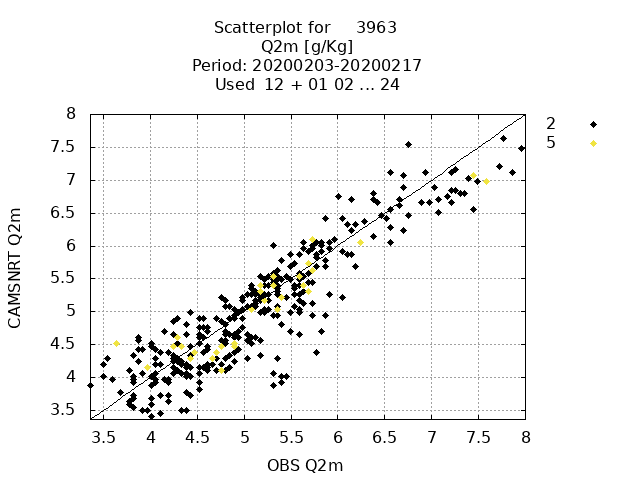 Scatterplot for 3963
Q2m [g/Kg]
Period: 20200203-20200217
Used 12 + 01 02 ... 24
2
5
8
7.5
7
6.5
6
5.5
5
4.5
4
3.5
CAMSNRT Q2m
3.5 4 4.5 5 5.5 6 6.5 7 7.5 8
OBS Q2m